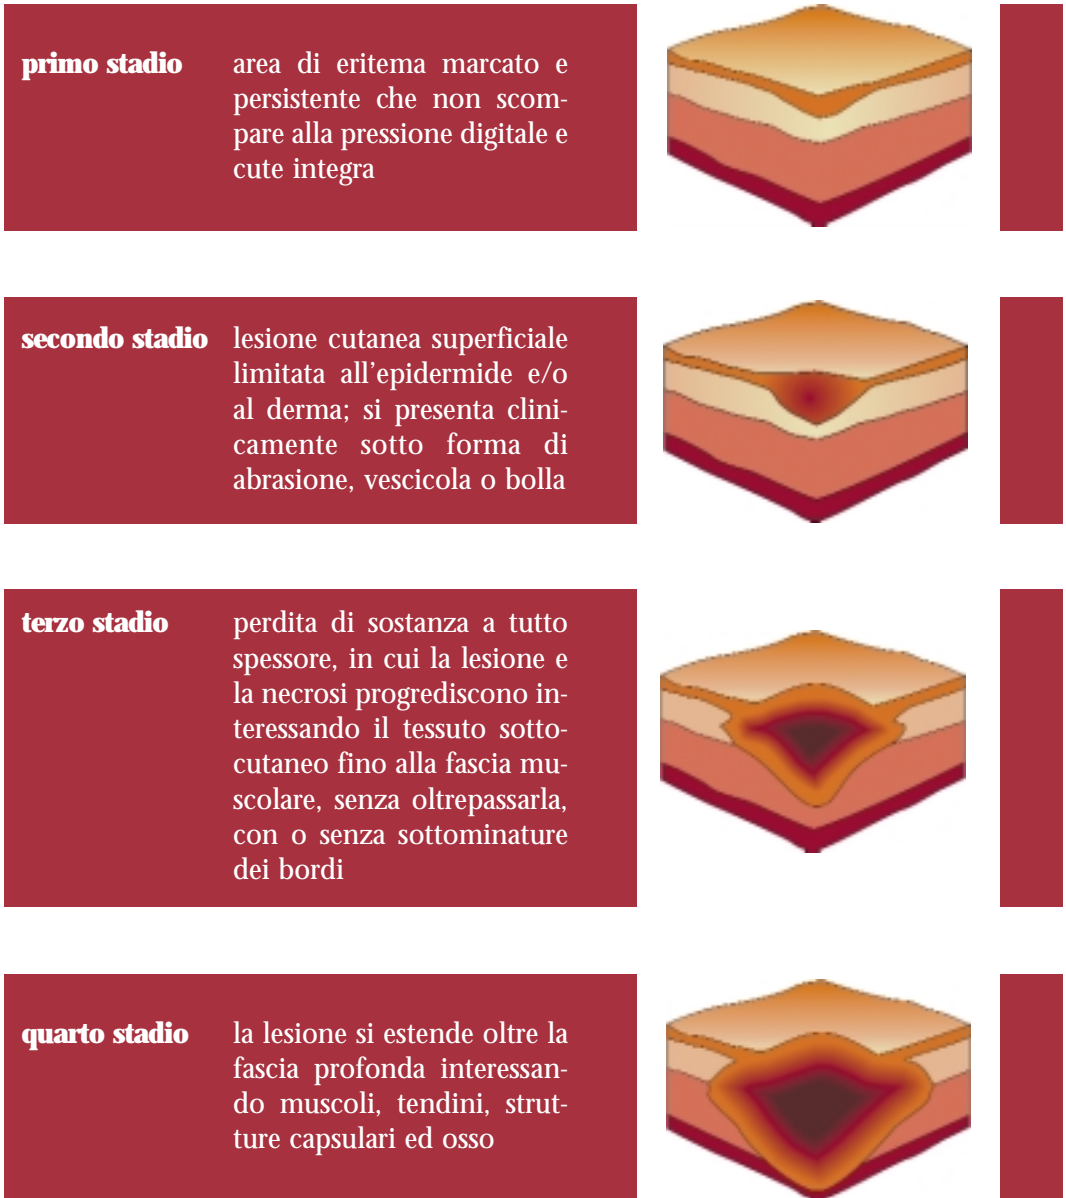 primo stadio area di eritema marcato e
persistente che non scom-
pare alla pressione digitale e
cute integra
secondo stadio lesione cutanea superficiale
limitata all'epidermide e/o
al derma; si presenta clini-
camente sotto forma di
abrasione, vescicola o bolla
terzo stadio perdita di sostanza a tutto
spessore, in cui la lesione e
la necrosi progrediscono in-
teressando il tessuto sotto-
cutaneo fino alla fascia mu-
scolare, senza oltrepassarla,
con o senza sottominature
dei bordi
quarto stadio la lesione si estende oltre la
fascia profonda interessan-
do muscoli, tendini, strut-
ture capsulari ed osso